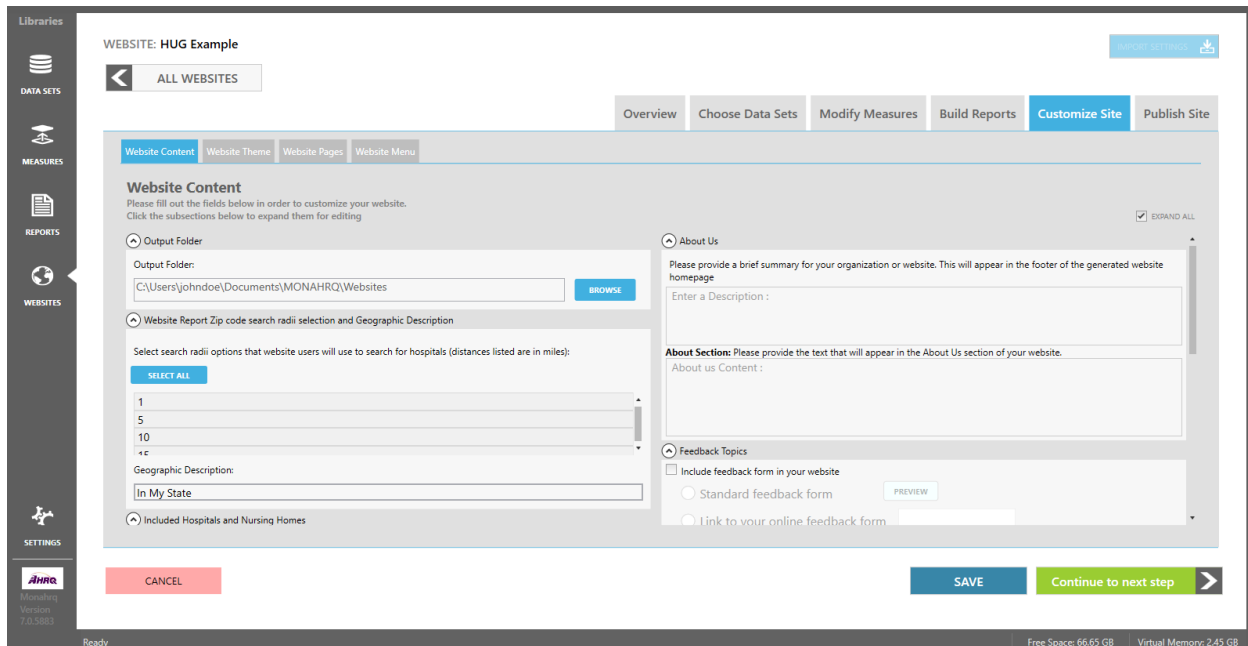 Libraries
DATA SETS
MEASURES
REPORTS
WEBSITES
SETTINGS
AHRQ
Monahrq
Version
7.0.5883
WEBSITE: HUG Example
IMPORT SETTINGS
ALL WEBSITES
Overview
Choose Data Sets
Modify Measures
Build Reports
Customize Site
Publish Site
Website Content
Website Theme
Website Pages
Website Menu
Website Content
Please fill out the fields below in order to customize your website.
Click the subsections below to expand them for editing
EXPAND ALL
Output Folder
Output Folder:
C:\Users\johndoe\Documents\MONAHRQ\Websites
BROWSE
Website Report Zip code search radii selection and Geographic Description
Select search radii options that website users will use to search for hospitals (distances listed are in miles):
SELECT ALL
1
5
10
15
Geographic Description:
In My State
Included Hospitals and Nursing Homes
About Us
Please provide a brief summary for your organization or website. This will appear in the footer of the generated website
homepage
Enter a Description :
About Section: Please provide the text that will appear in the About Us section of your website.
About us Content :
Feedback Topics
Include feedback form in your website
Standard feedback form
PREVIEW
Link to your online feedback form
CANCEL
SAVE
Continue to next step
Ready
Free Space: 66.65 GB
Virtual Memory: 2.45 GB